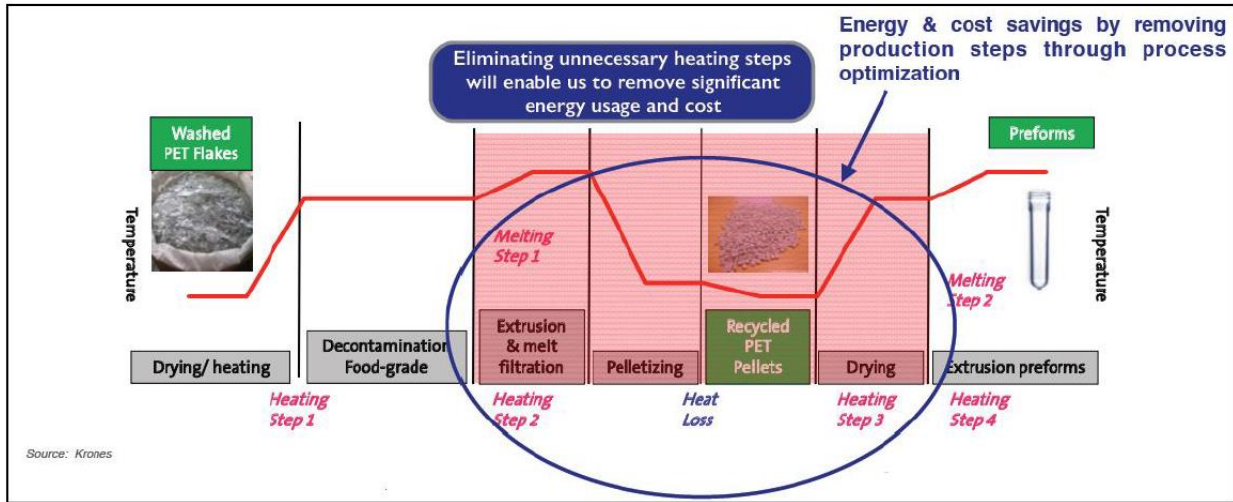 Energy & cost savings by removing
production steps through process
optimization
Eliminating unnecessary heating steps
will enable us to remove significant
energy usage and cost
Washed
PET Flakes
Preforms
Temperature
Temperature
Melting
Step 1
Melting
Step 2
Drying/ heating
Decontamination
Food-grade
Extrusion
& melt
filtration
Pelletizing
Recycled
PET
Pellets
Drying
Extrusion preforms
Heating
Step 1
Heating
Step 2
Heat
Loss
Heating
Step 3
Heating
Step 4
Source: Krones